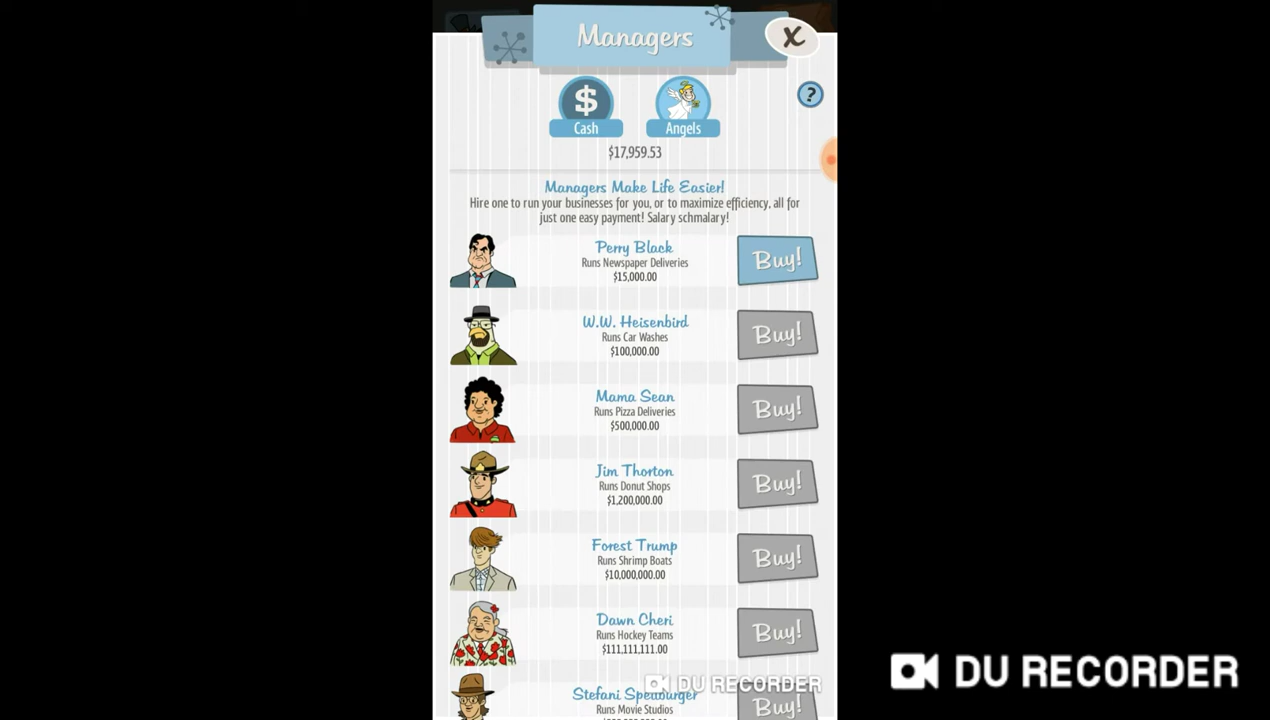 Managers
X
$
Cash
Angels
?
$17,959.53
Managers Make Life Easier!
Hire one to run your businesses for you, or to maximize efficiency, all for
just one easy payment! Salary schmalary!
Perry Black
Runs Newspaper Deliveries
$15,000.00
Buy!
W.W. Heisenbird
Runs Car Washes
$100,000.00
Buy!
Mama Sean
Runs Pizza Deliveries
$500,000.00
Buy!
Jim Thorton
Runs Donut Shops
$1,200,000.00
Buy!
Forest Trump
Runs Shrimp Boats
$10,000,000.00
Buy!
Dawn Cheri
Runs Hockey Teams
$111,111,111.00
Buy!
Stefani Speuburger
Runs Movie Studios
Buy!
DU RECORDER
DU RECORDER